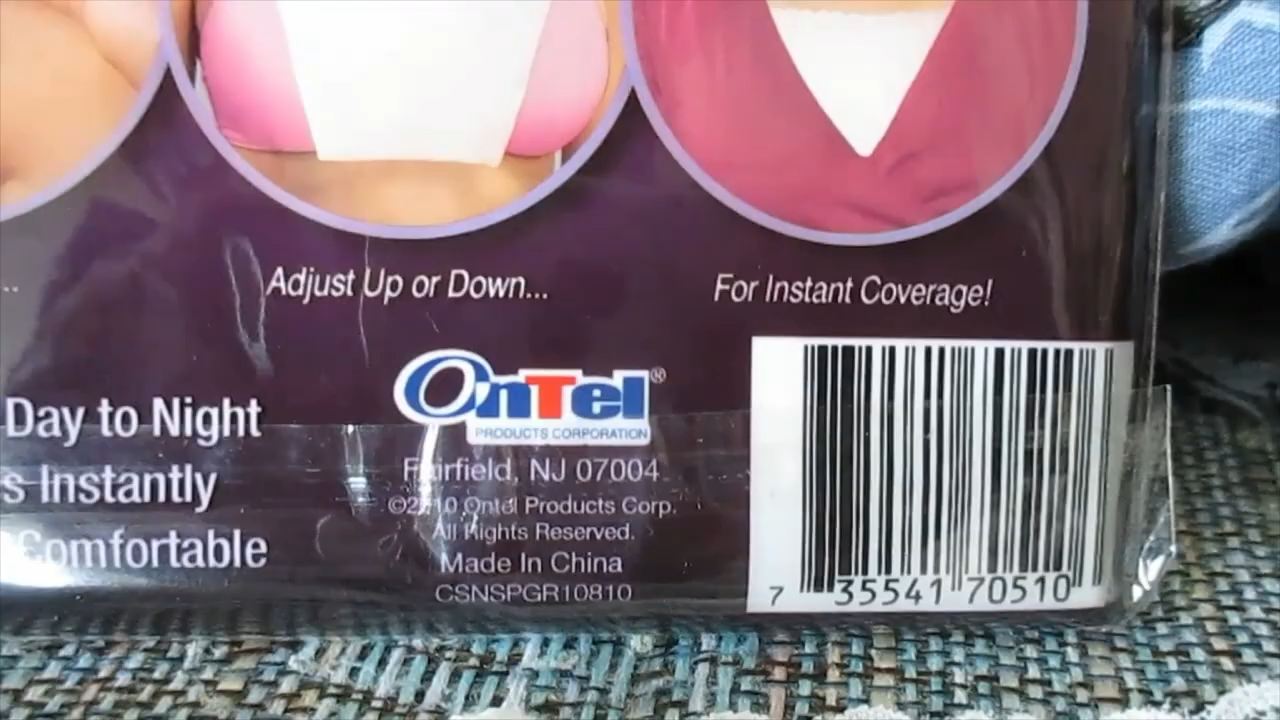 Adjust Up or Down...
For Instant Coverage!
Day to Night
s Instantly
Comfortable
OnTel®
PRODUCTS CORPORATION
Fairfield, NJ 07004
©2010 Ontel Products Corp.
All Rights Reserved.
Made In China
CSNSPGR10810
7 35541 70510